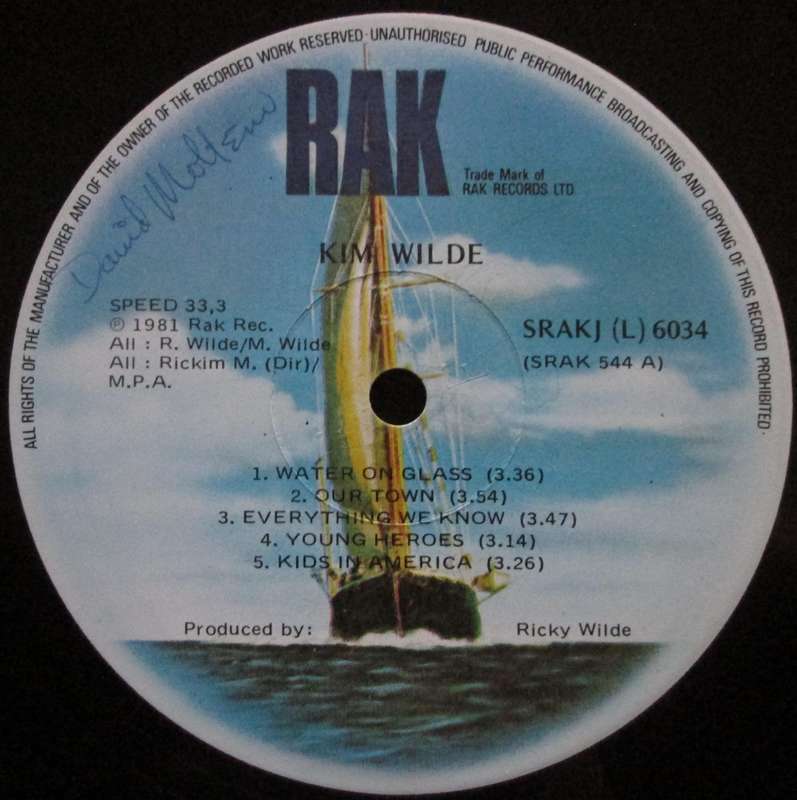 ALL RIGHTS OF THE MANUFACTURER AND OF THE OWNER OF THE RECORDED WORK RESERVED·UNAUTHORISED PUBLIC PERFORMANCE BROADCASTING AND COPYING OF THIS RECORD PROHIBITED·
David Molteno
RAK
Trade Mark of
RAK RECORDS LTD
KIM WILDE
SPEED 33,3
℗ 1981 Rak Rec.
All : R. Wilde/M. Wilde
All : Rickim M. (Dir)/
M.P.A.
SRAKJ (L) 6034
(SRAK 544 A)
1. WATER ON GLASS (3.36)
2. OUR TOWN (3.54)
3. EVERYTHING WE KNOW (3.47)
4. YOUNG HEROES (3.14)
5. KIDS IN AMERICA (3.26)
Produced by: Ricky Wilde